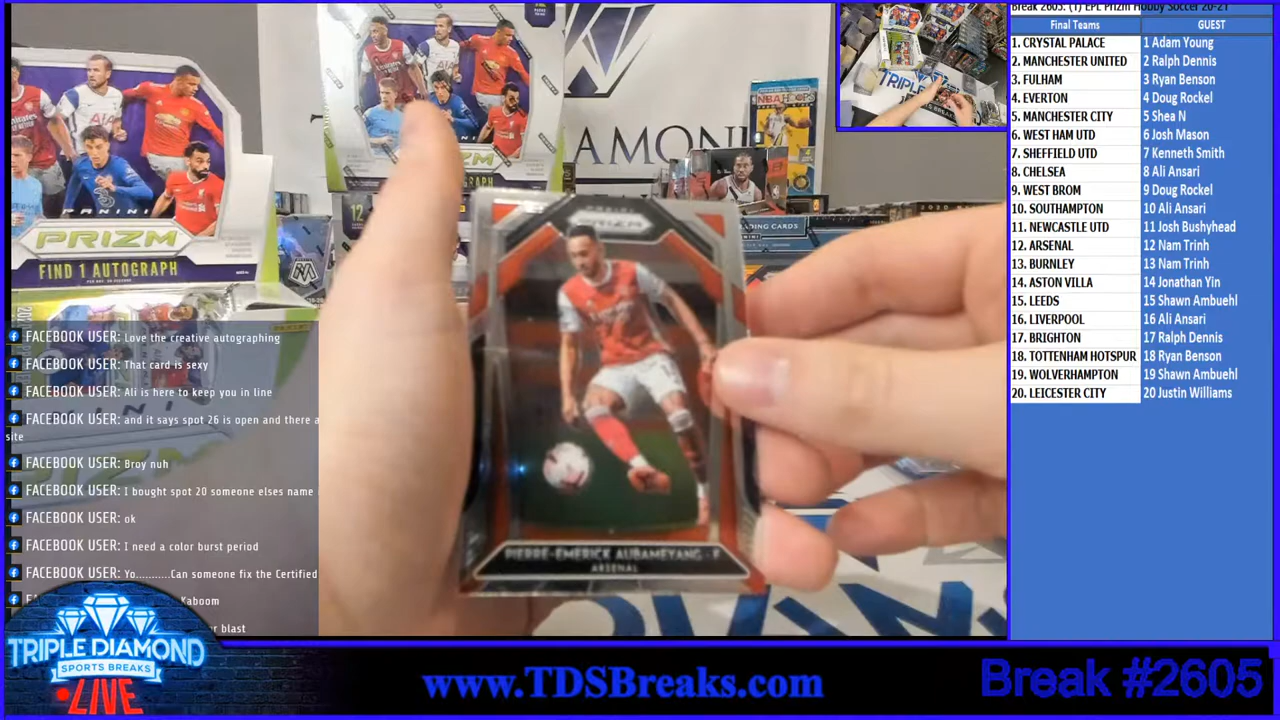 Break 2605: (1) EPL Prizm Hobby Soccer 20-21
Final Teams GUEST
1. CRYSTAL PALACE 1 Adam Young
2. MANCHESTER UNITED 2 Ralph Dennis
3. FULHAM 3 Ryan Benson
4. EVERTON 4 Doug Rockel
5. MANCHESTER CITY 5 Shea N
6. WEST HAM UTD 6 Josh Mason
7. SHEFFIELD UTD 7 Kenneth Smith
8. CHELSEA 8 Ali Ansari
9. WEST BROM 9 Doug Rockel
10. SOUTHAMPTON 10 Ali Ansari
11. NEWCASTLE UTD 11 Josh Bushyhead
12. ARSENAL 12 Nam Trinh
13. BURNLEY 13 Nam Trinh
14. ASTON VILLA 14 Jonathan Yin
15. LEEDS 15 Shawn Ambuehl
16. LIVERPOOL 16 Ali Ansari
17. BRIGHTON 17 Ralph Dennis
18. TOTTENHAM HOTSPUR 18 Ryan Benson
19. WOLVERHAMPTON 19 Shawn Ambuehl
20. LEICESTER CITY 20 Justin Williams
AMOND
NBA HOOPS
PANINI
PRIZM
FIND 1 AUTOGRAPH
12
TRADING CARDS
PRIZM
PIERRE-EMERICK AUBAMEYANG - F
ARSENAL
FACEBOOK USER: Love the creative autographing
FACEBOOK USER: That card is sexy
FACEBOOK USER: Ali is here to keep you in line
FACEBOOK USER: and it says spot 26 is open and there a
site
FACEBOOK USER: Broy nuh
FACEBOOK USER: I bought spot 20 someone elses name
FACEBOOK USER: ok
FACEBOOK USER: I need a color burst period
FACEBOOK USER: Yo...........Can someone fix the Certified
Kaboom
blast
TRIPLE DIAMOND
SPORTS BREAKS
LIVE
www.TDSBreaks.com
Break #2605